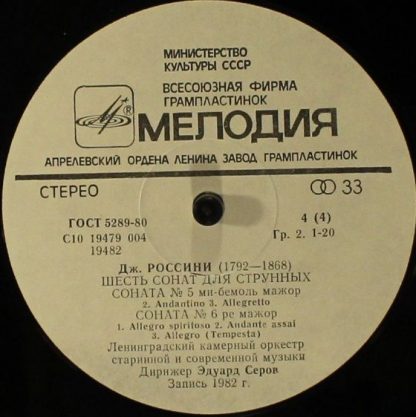 МИНИСТЕРСТВО
КУЛЬТУРЫ СССР
ВСЕСОЮЗНАЯ ФИРМА
ГРАМПЛАСТИНОК
® МЕЛОДИЯ
АПРЕЛЕВСКИЙ ОРДЕНА ЛЕНИНА ЗАВОД ГРАМПЛАСТИНОК
СТЕРЕО 33
ГОСТ 5289-80 4 (4)
С10 19479 004 Гр. 2. 1-20
19482
Дж. РОССИНИ (1792—1868)
ШЕСТЬ СОНАТ ДЛЯ СТРУННЫХ
СОНАТА № 5 ми-бемоль мажор
2. Andantino 3. Allegretto
СОНАТА № 6 ре мажор
1. Allegro spiritoso 2. Andante assai
3. Allegro (Tempesta)
Ленинградский камерный оркестр
старинной и современной музыки
Дирижер Эдуард Серов
Запись 1982 г.